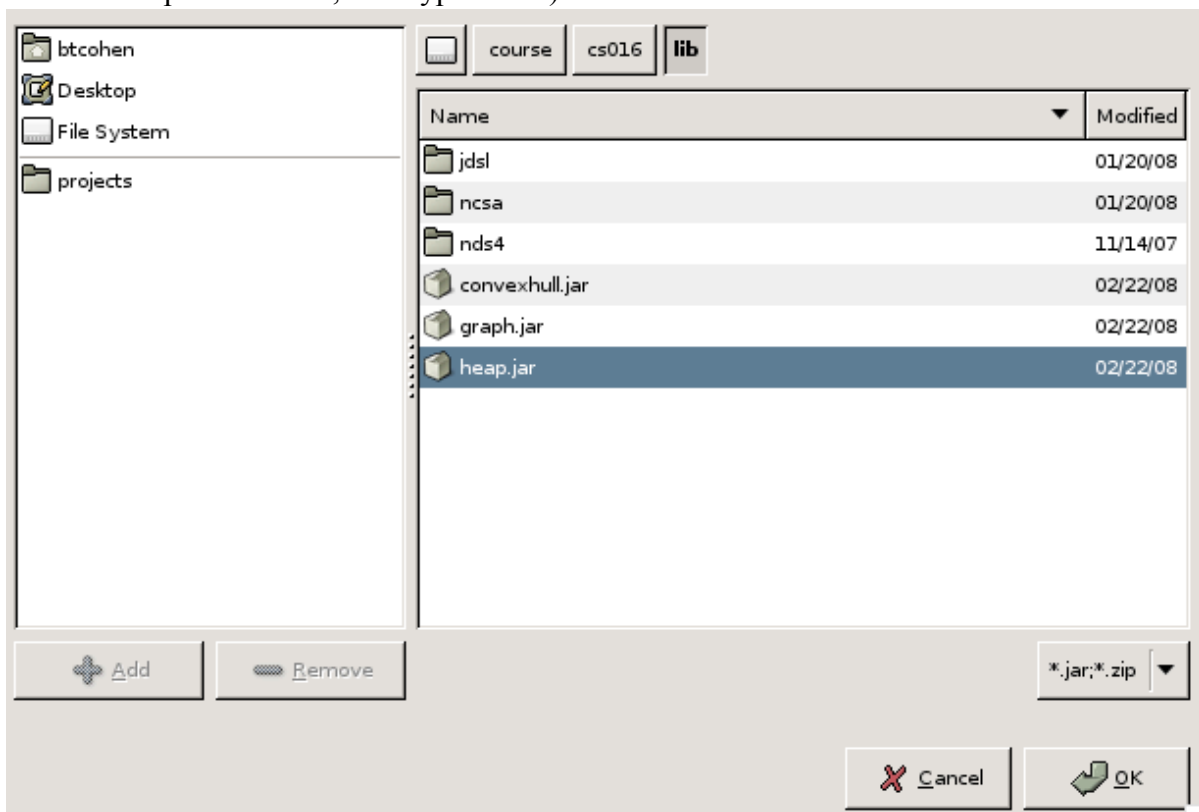 btcohen
Desktop
File System
projects
course cs016 lib
Name Modified
jdsl 01/20/08
ncsa 01/20/08
nds4 11/14/07
convexhull.jar 02/22/08
graph.jar 02/22/08
heap.jar 02/22/08
Add Remove *.jar;*.zip
Cancel OK